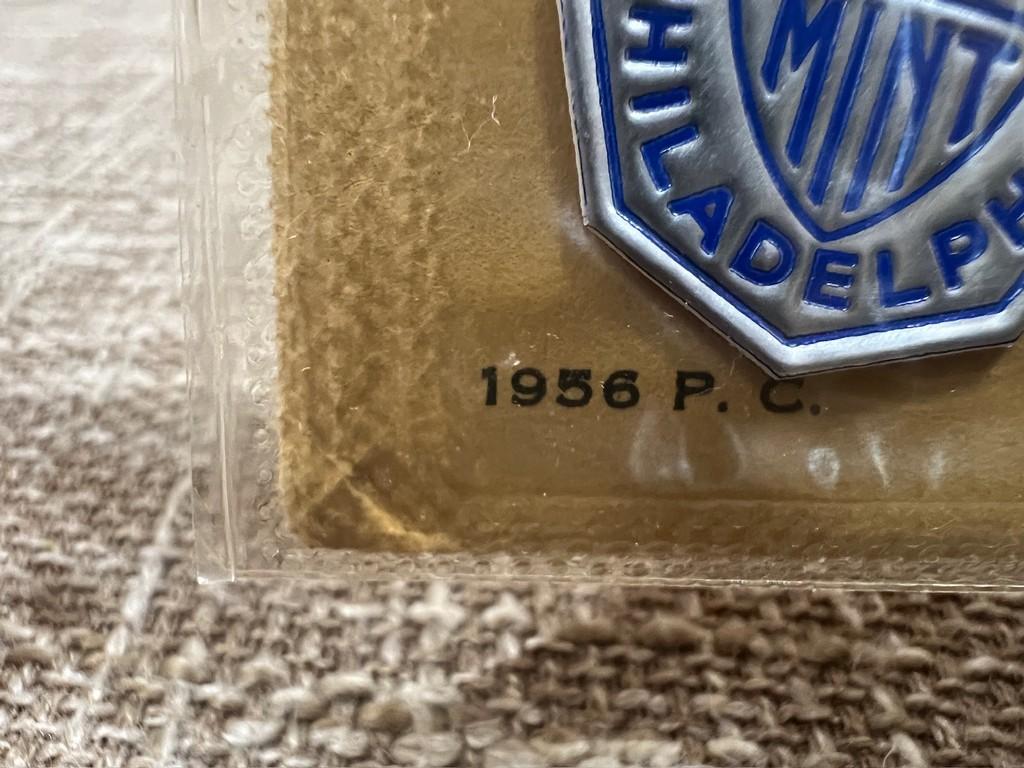 MINT
HILADELPH
1956 P. C.